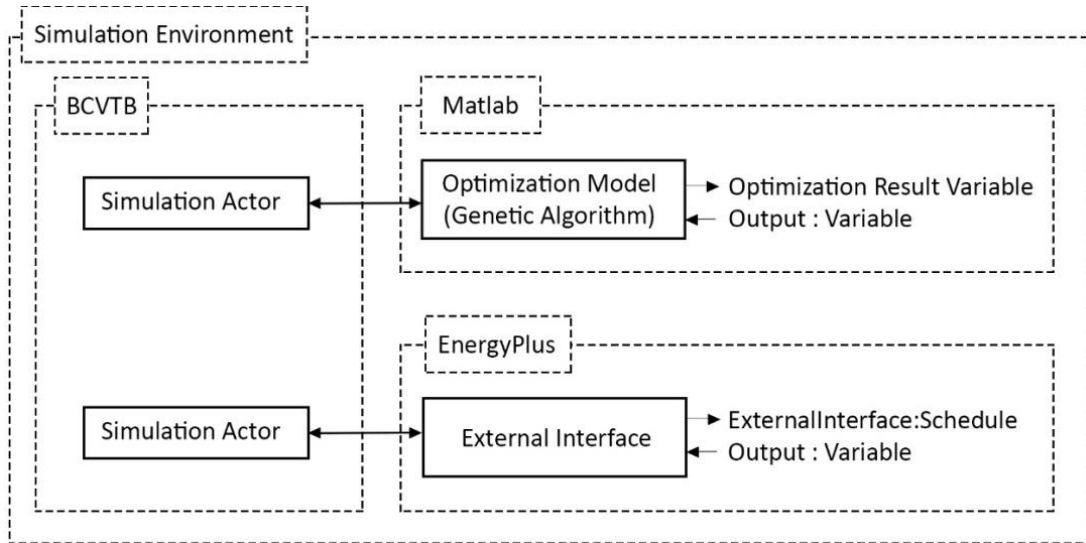 Simulation Environment
BCVTB
Matlab
Simulation Actor
Optimization Model
(Genetic Algorithm)
Optimization Result Variable
Output : Variable
EnergyPlus
Simulation Actor
External Interface
ExternalInterface:Schedule
Output : Variable